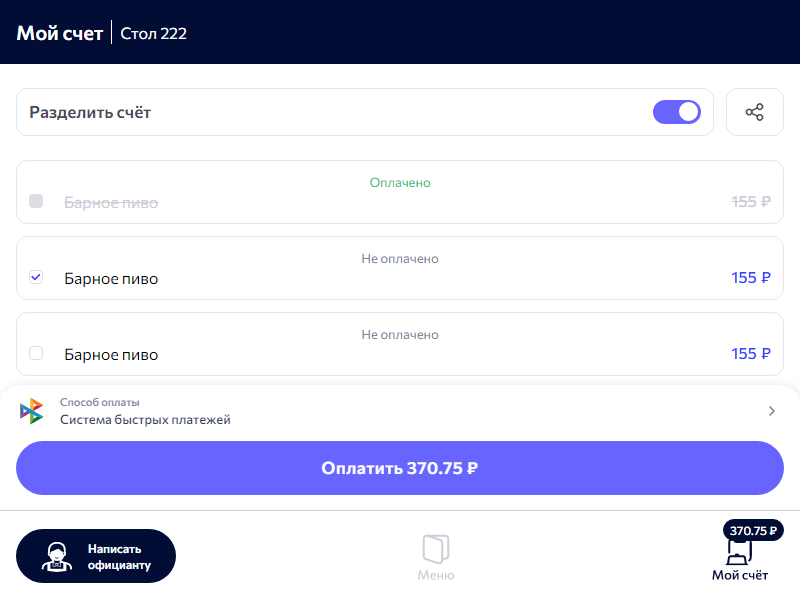 Мой счет
Стол 222
Разделить счёт
Оплачено
Барное пиво
155 ₽
Не оплачено
Барное пиво
155 ₽
Не оплачено
Барное пиво
155 ₽
Способ оплаты
Система быстрых платежей
Оплатить 370.75 ₽
Написать
официанту
Меню
370.75 ₽
Мой счёт